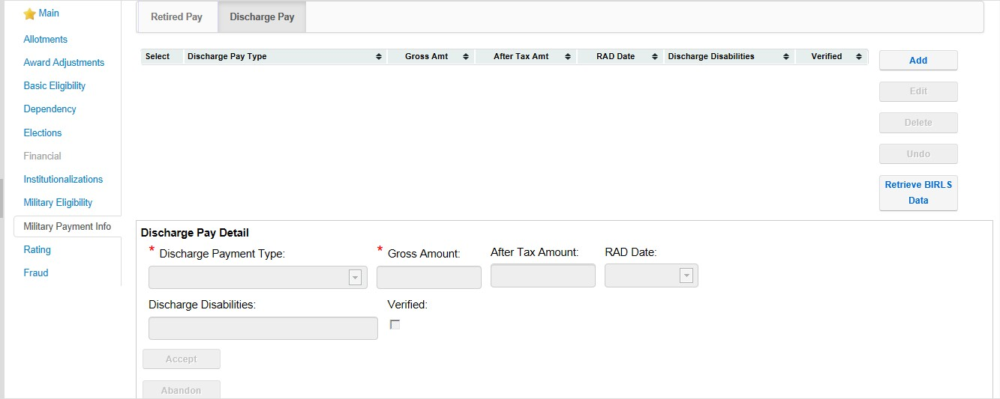 Main
Allotments
Award Adjustments
Basic Eligibility
Dependency
Elections
Financial
Institutionalizations
Military Eligibility
Military Payment Info
Rating
Fraud
Retired Pay Discharge Pay
Select Discharge Pay Type Gross Amt After Tax Amt RAD Date Discharge Disabilities Verified
Add
Edit
Delete
Undo
Retrieve BIRLS
Data
Discharge Pay Detail
* Discharge Payment Type: * Gross Amount: After Tax Amount: RAD Date:
Discharge Disabilities: Verified:
Accept
Abandon